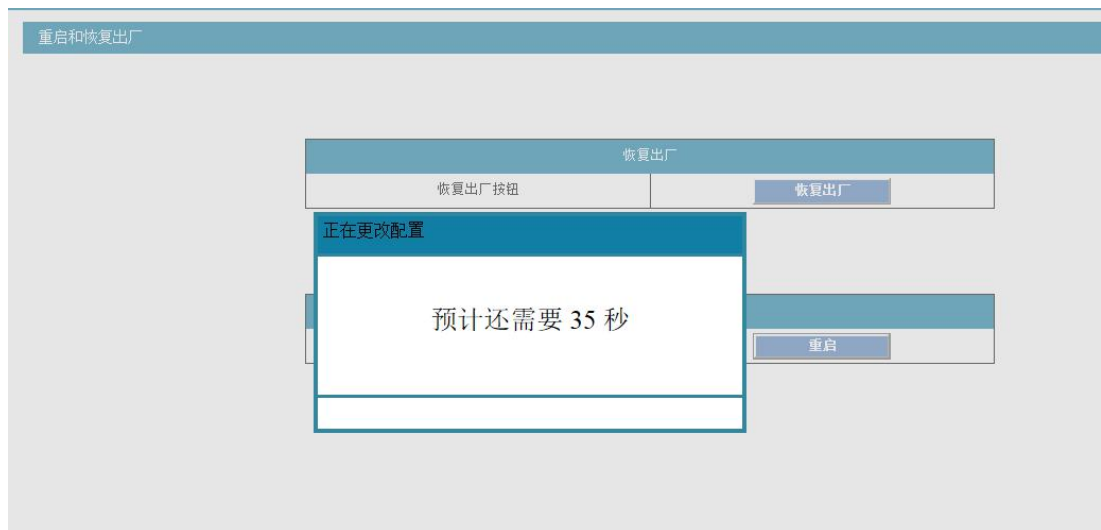 重启和恢复出厂
恢复出厂
恢复出厂按钮
恢复出厂
正在更改配置
预计还需要 35 秒
重启